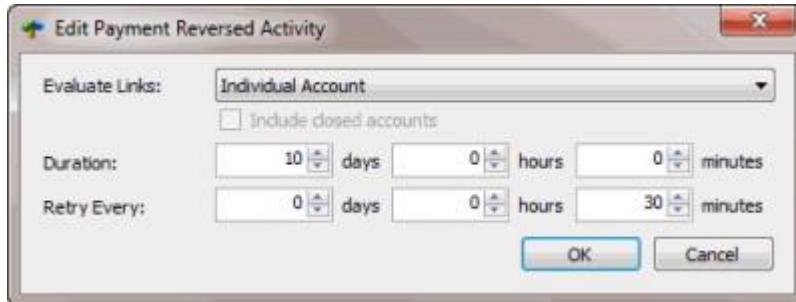 Edit Payment Reversed Activity
Evaluate Links: Individual Account
Include closed accounts
Duration: 10 days 0 hours 0 minutes
Retry Every: 0 days 0 hours 30 minutes
OK Cancel